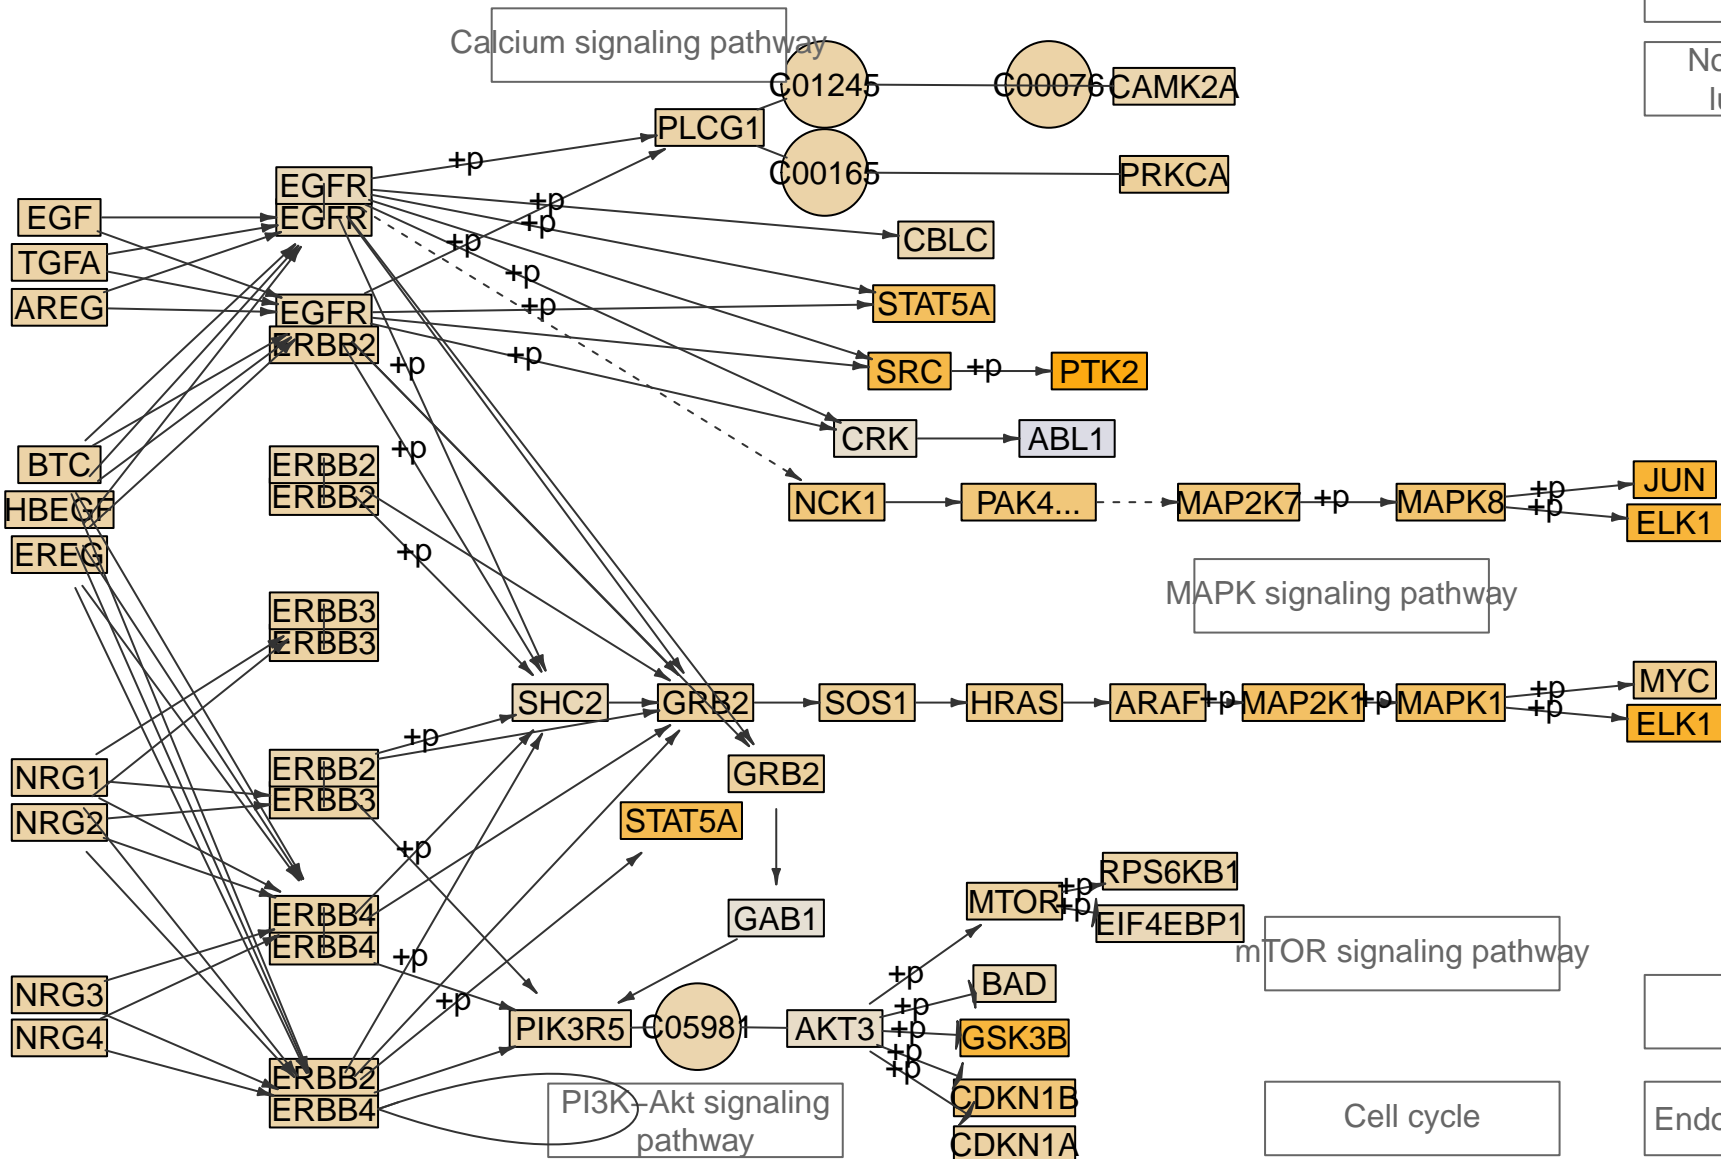 Calcium signaling pathway
No
lu
C01245
C00076
CAMK2A
PLCG1
+p
C00165
PRKCA
EGFR
EGFR
EGF
+p
+p
CBLC
TGFA
+p
+p
AREG
EGFR
ERBB2
+p
STAT5A
+p
+p
SRC
+p
PTK2
CRK
ABL1
BTC
ERBB2
ERBB2
+p
HBEGF
NCK1
PAK4...
MAP2K7
+p
MAPK8
+p
+p
JUN
ELK1
EREG
+p
MAPK signaling pathway
ERBB3
ERBB3
SHC2
GRB2
SOS1
HRAS
ARAF
+p
MAP2K1
+p
MAPK1
+p
+p
MYC
ELK1
+p
NRG1
ERBB2
ERBB3
GRB2
NRG2
STAT5A
+p
ERBB4
ERBB4
GAB1
MTOR
+p
+p
RPS6KB1
EIF4EBP1
mTOR signaling pathway
+p
+p
NRG3
+p
BAD
+p
NRG4
PIK3R5
C05981
AKT3
+p
GSK3B
+p
+p
ERBB2
ERBB4
PI3K−Akt signaling
pathway
CDKN1B
CDKN1A
Cell cycle
Endo